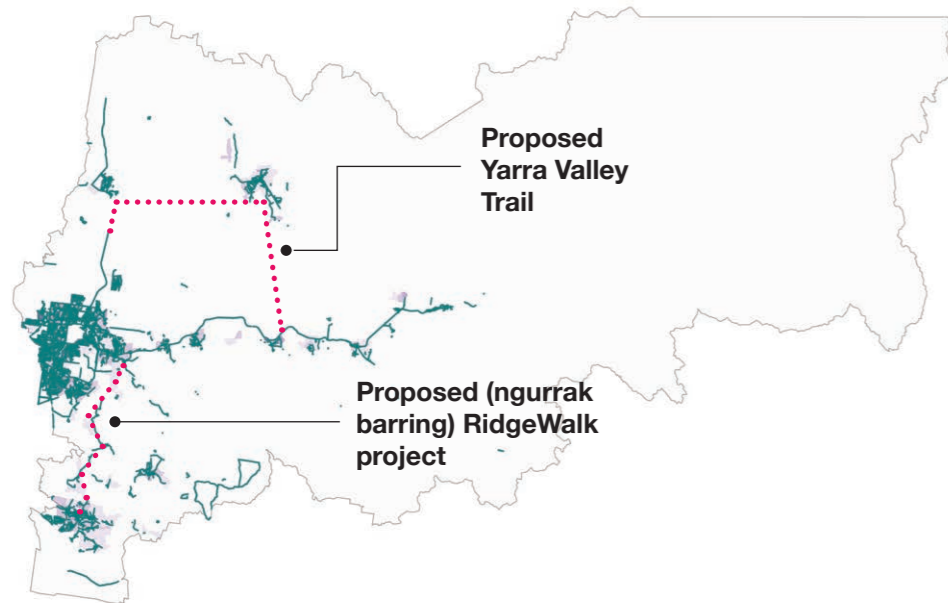 Proposed
Yarra Valley
Trail
Proposed (ngurrak
barring) RidgeWalk
project